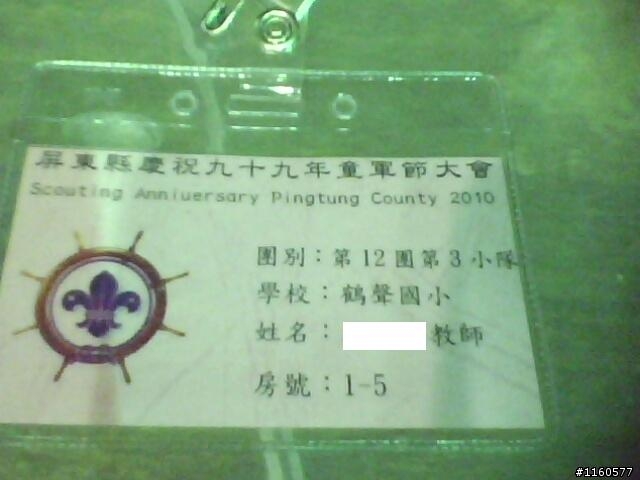 屏東縣慶祝九十九年童軍節大會
Scouting Anniuersary Pingtung County 2010
團別：第12團第3小隊
學校：鶴聲國小
姓名： 教師
房號：1-5
#1160577